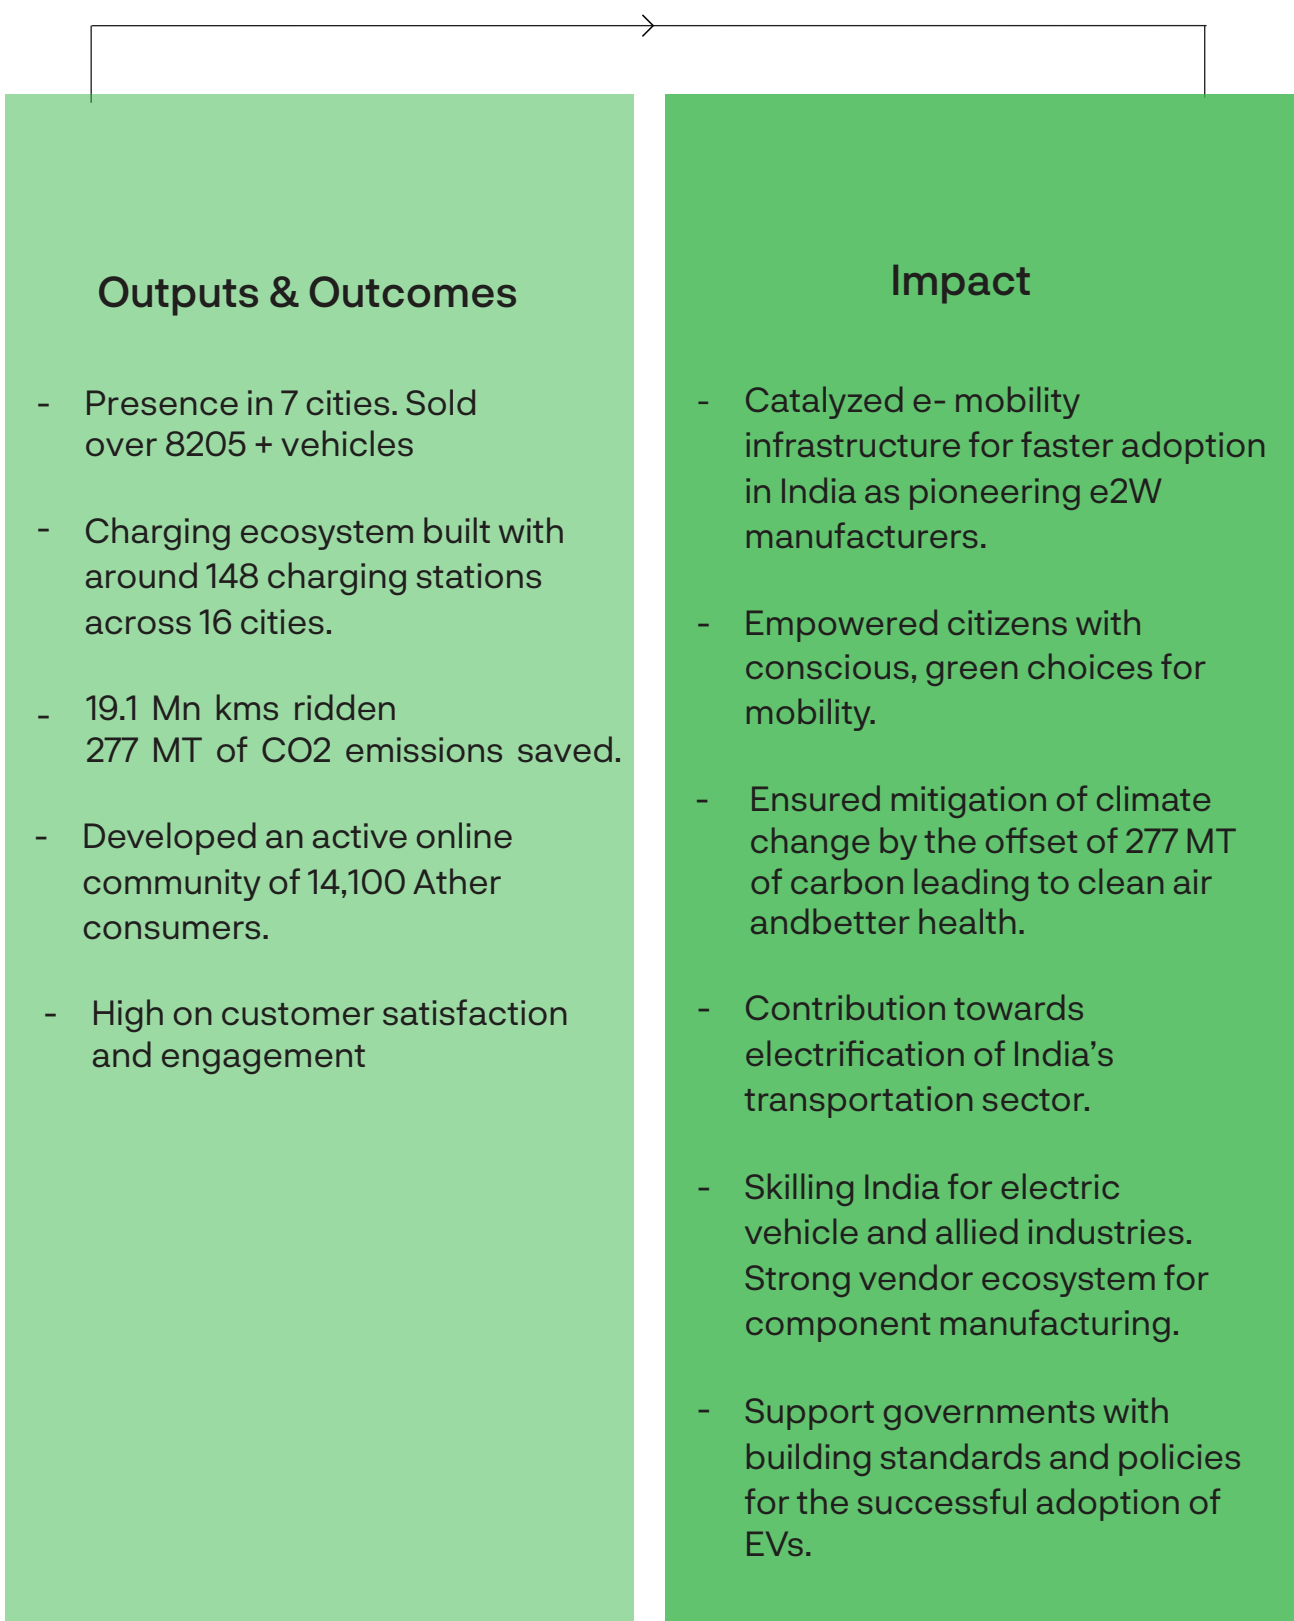 Outputs & Outcomes
- Presence in 7 cities. Sold
over 8205 + vehicles
- Charging ecosystem built with
around 148 charging stations
across 16 cities.
- 19.1 Mn kms ridden
277 MT of CO2 emissions saved.
- Developed an active online
community of 14,100 Ather
consumers.
- High on customer satisfaction
and engagement
Impact
- Catalyzed e- mobility
infrastructure for faster adoption
in India as pioneering e2W
manufacturers.
- Empowered citizens with
conscious, green choices for
mobility.
- Ensured mitigation of climate
change by the offset of 277 MT
of carbon leading to clean air
andbetter health.
- Contribution towards
electrification of India’s
transportation sector.
- Skilling India for electric
vehicle and allied industries.
Strong vendor ecosystem for
component manufacturing.
- Support governments with
building standards and policies
for the successful adoption of
EVs.